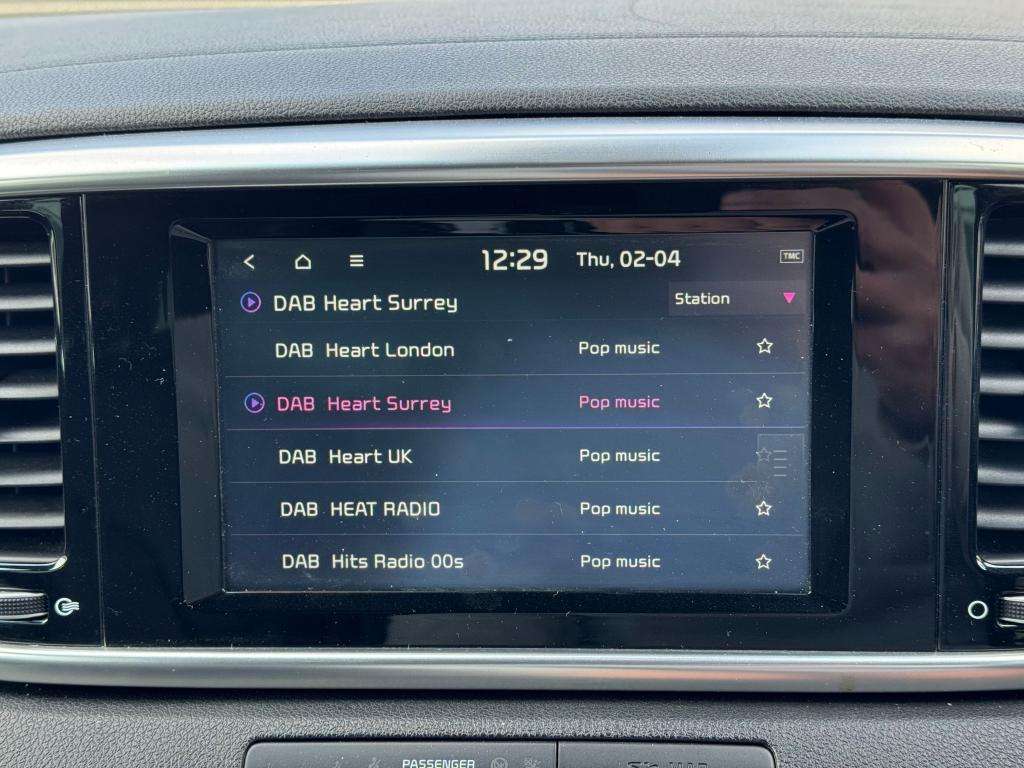 12:29 Thu, 02-04 TMC
DAB Heart Surrey Station
DAB Heart London Pop music
DAB Heart Surrey Pop music
DAB Heart UK Pop music
DAB HEAT RADIO Pop music
DAB Hits Radio 00s Pop music
PASSENGER